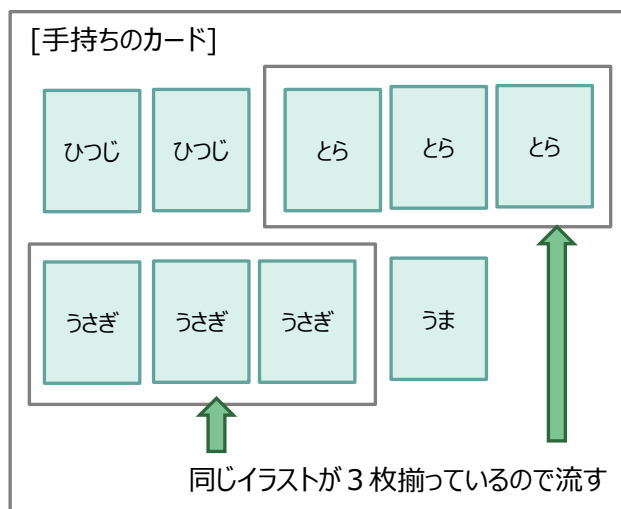 [手持ちのカード]
ひつじ ひつじ とら とら とら
うさぎ うさぎ うさぎ うま
同じイラストが３枚揃っているので流す